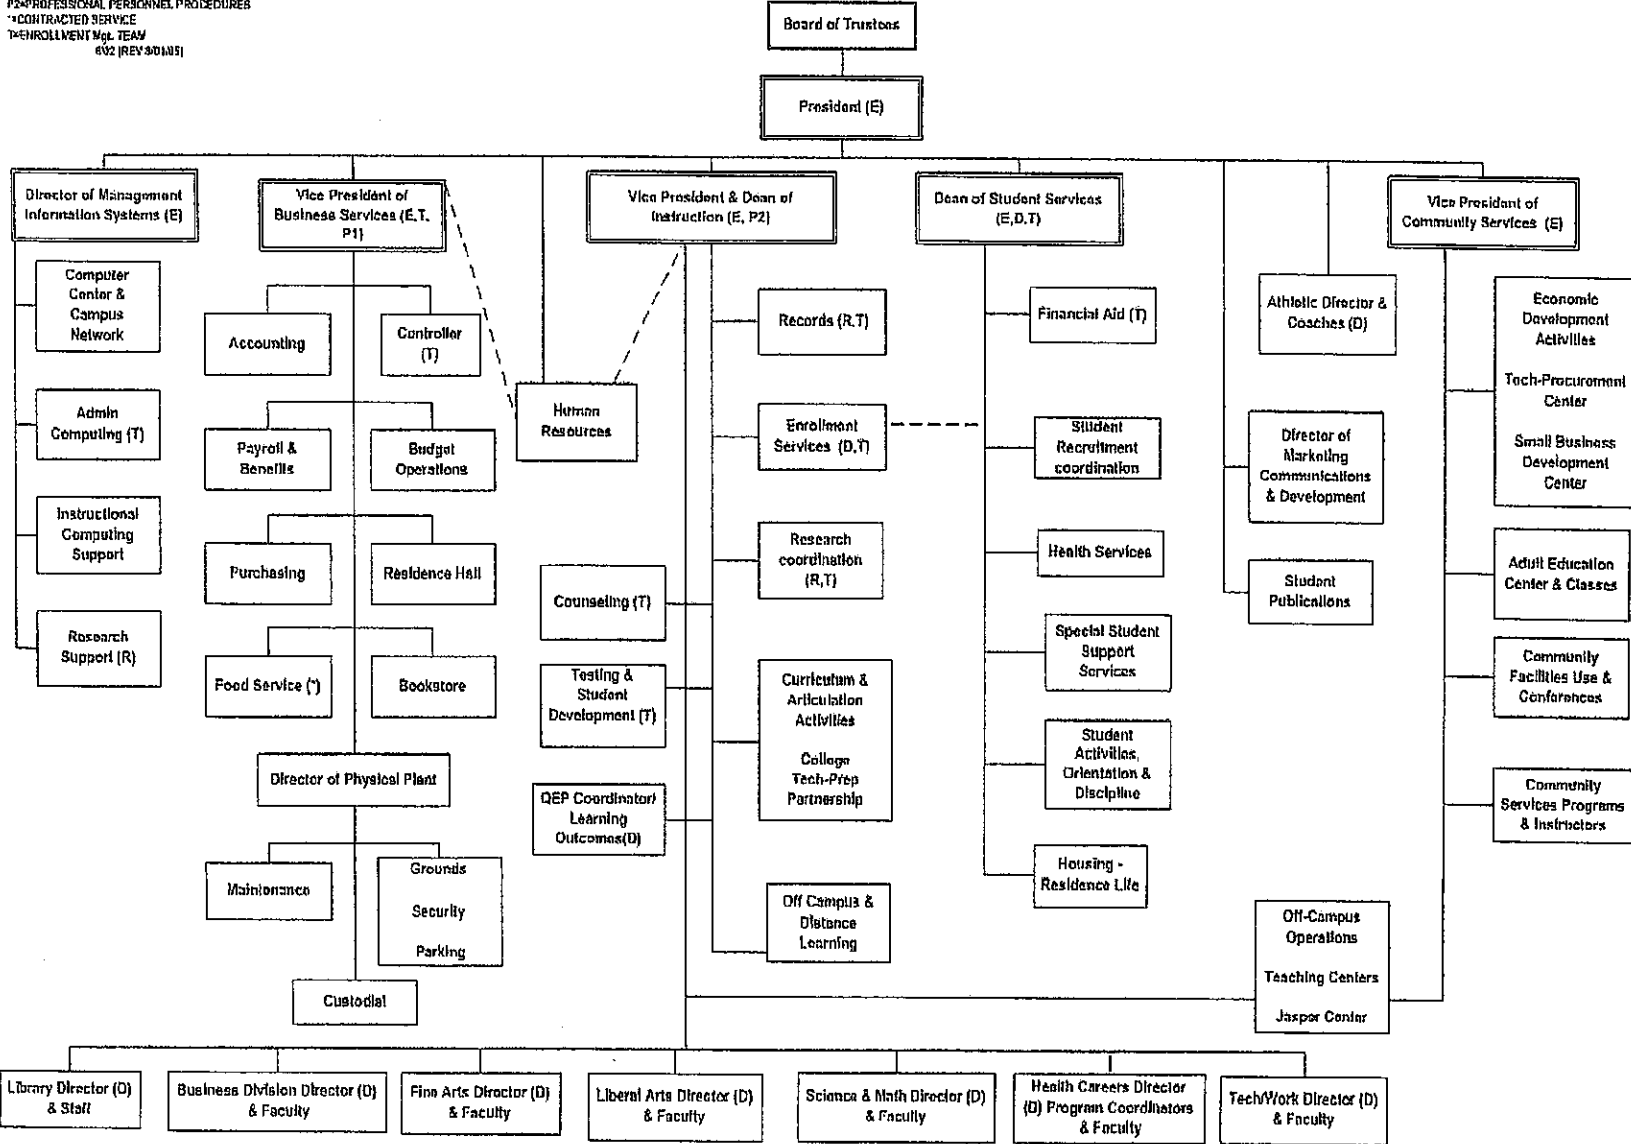 P2=PROFESSIONAL PERSONNEL PROCEDURES
*=CONTRACTED SERVICE
T=ENROLLMENT Mgt. TEAM
Board of Trustees
President (E)
Director of Management
Information Systems (E)
Vice President of
Business Services (E,T,
P1)
Vice President & Dean of
Instruction (E, P2)
Dean of Student Services
(E,D,T)
Vice President of
Community Services (E)
Computer
Center &
Campus
Network
Admin
Computing (T)
Instructional
Computing
Support
Research
Support (R)
Accounting
Controller
(T)
Payroll &
Benefits
Budget
Operations
Purchasing
Residence Hall
Food Service (*)
Bookstore
Director of Physical Plant
Maintenance
Grounds
Security
Parking
Custodial
Human
Resources
Counseling (T)
Testing &
Student
Development (T)
QEP Coordinator/
Learning
Outcomes(D)
Records (R,T)
Enrollment
Services (D,T)
Research
coordination
(R,T)
Curriculum &
Articulation
Activities
College
Tech-Prep
Partnership
Off Campus &
Distance
Learning
Financial Aid (T)
Student
Recruitment
coordination
Health Services
Special Student
Support
Services
Student
Activities,
Orientation &
Discipline
Housing -
Residence Life
Athletic Director &
Coaches (D)
Director of
Marketing
Communications
& Development
Student
Publications
Economic
Development
Activities
Tech-Procurement
Center
Small Business
Development
Center
Adult Education
Center & Classes
Community
Facilities Use &
Conferences
Community
Services Programs
& Instructors
Off-Campus
Operations
Teaching Centers
Jasper Center
Library Director (D)
& Staff
Business Division Director (D)
& Faculty
Fine Arts Director (D)
& Faculty
Liberal Arts Director (D)
& Faculty
Science & Math Director (D)
& Faculty
Health Careers Director
(D) Program Coordinators
& Faculty
Tech/Work Director (D)
& Faculty